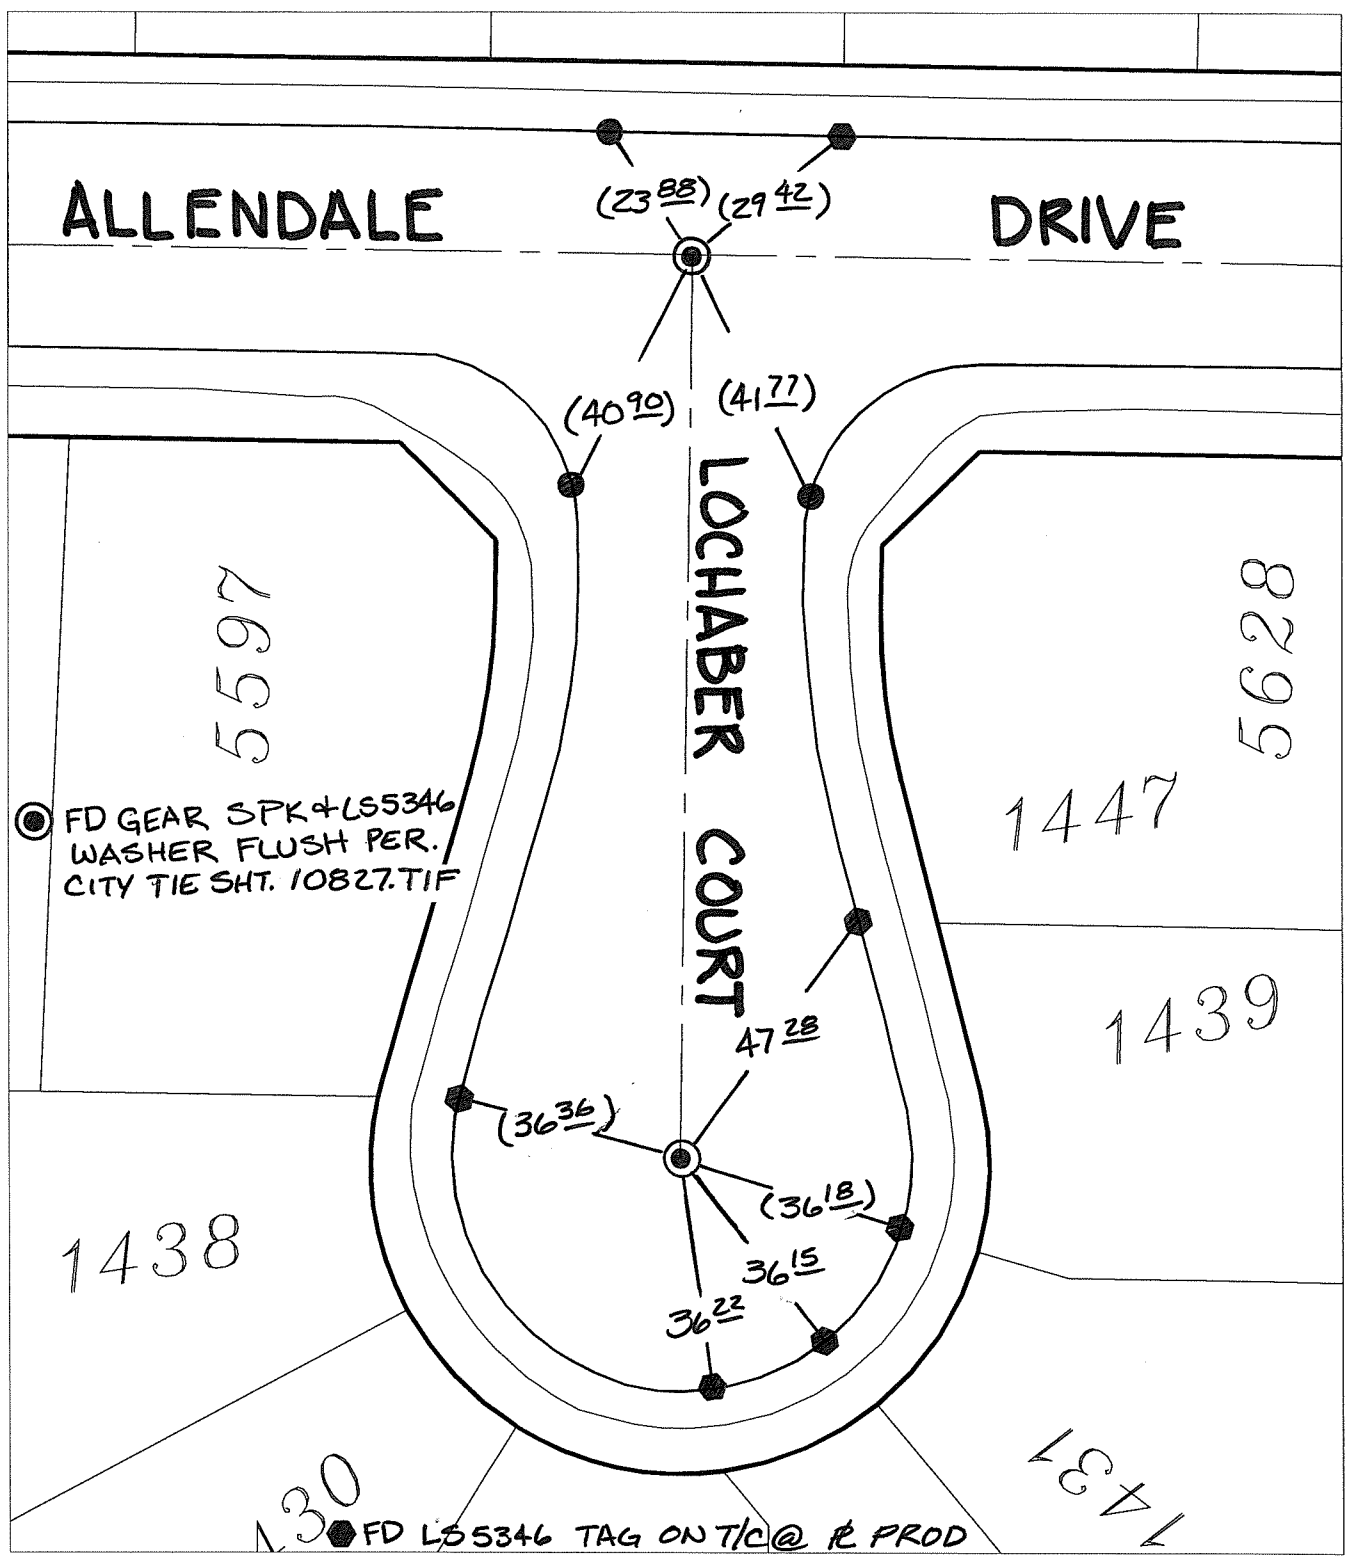 (23 88) (29 42)
ALLENDALE DRIVE
(40 90) (41 77)
LOCHABER COURT
5597
5628
FD GEAR SPK & LS5346
WASHER FLUSH PER.
CITY TIE SHT. 10827.TIF
1447
1439
47 28
(36 36)
(36 18)
36 15
36 22
1438
1431
FD LS5346 TAG ON T/C @ PL PROD